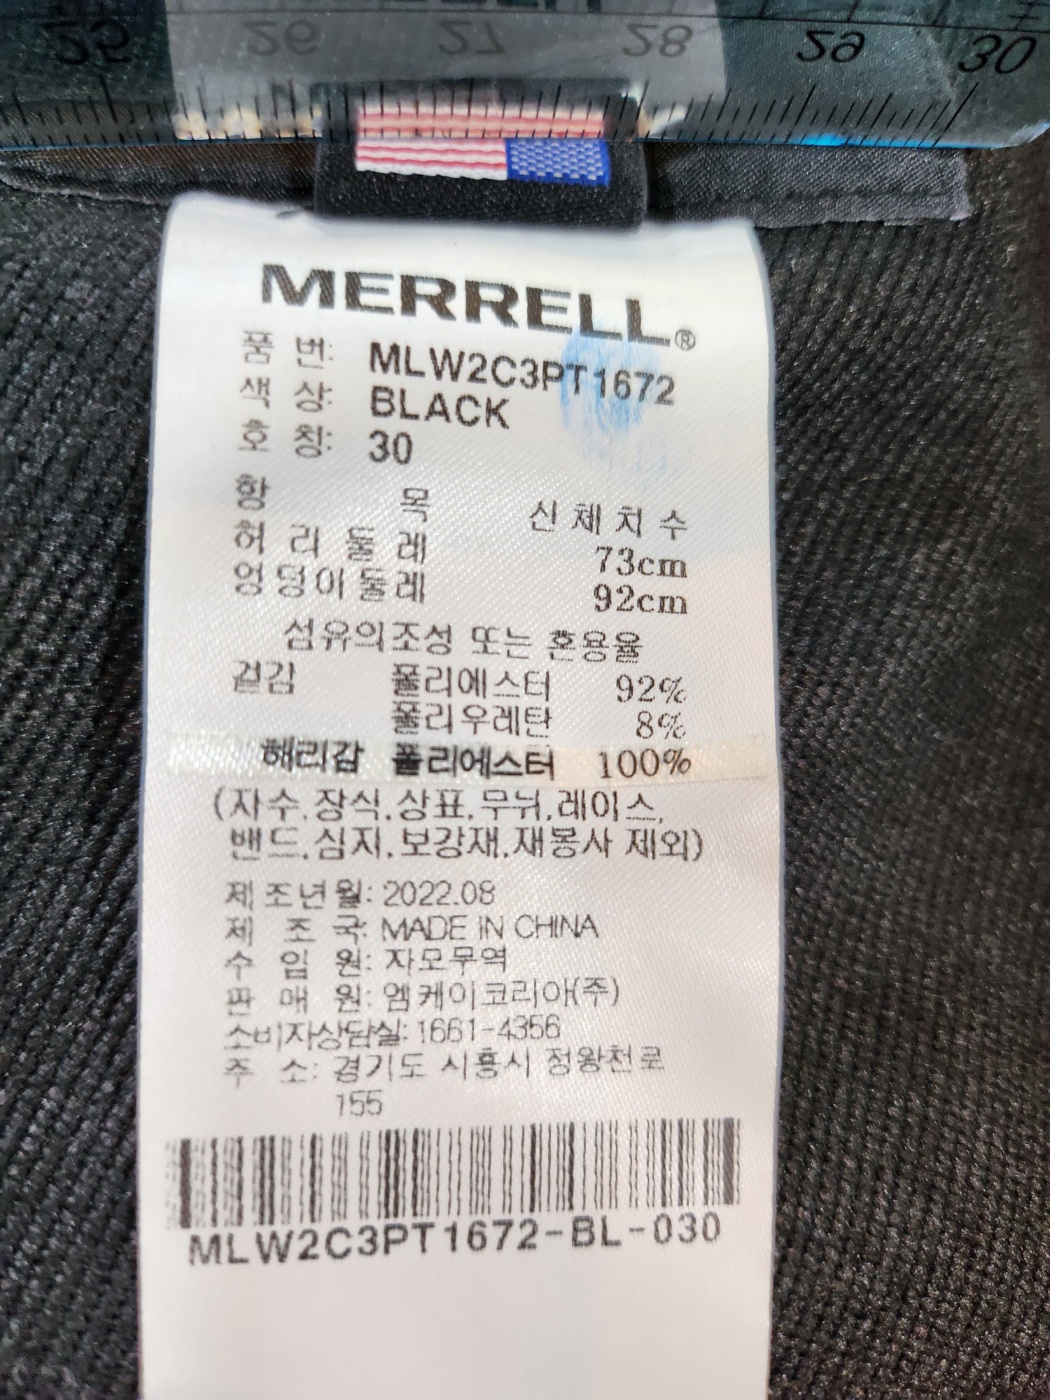 25 26 27 28 29 30
MERRELL®
품 번: MLW2C3PT1672
색 상: BLACK
호 칭: 30
항 목 신 체 치 수
허 리 둘 레 73cm
엉덩이둘레 92cm
섬유의조성 또는 혼용율
겉감 폴리에스터 92%
폴리우레탄 8%
해리감 폴리에스터 100%
(자수.장식.상표.무늬.레이스.
밴드.심지.보강재.재봉사 제외)
제조년월: 2022.08
제 조 국: MADE IN CHINA
수 입 원: 자모무역
판 매 원: 엠케이코리아(주)
소비자상담실: 1661-4356
주 소: 경기도 시흥시 정왕천로
155
MLW2C3PT1672-BL-030